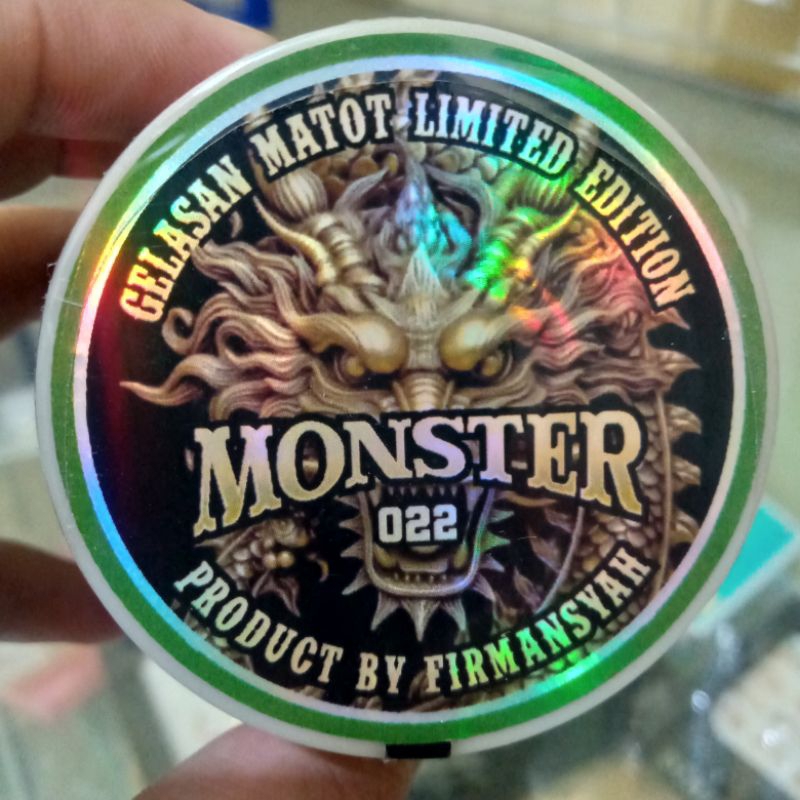 GELASAN MATOT LIMITED EDITION
MONSTER
022
PRODUCT BY FIRMANSYAH